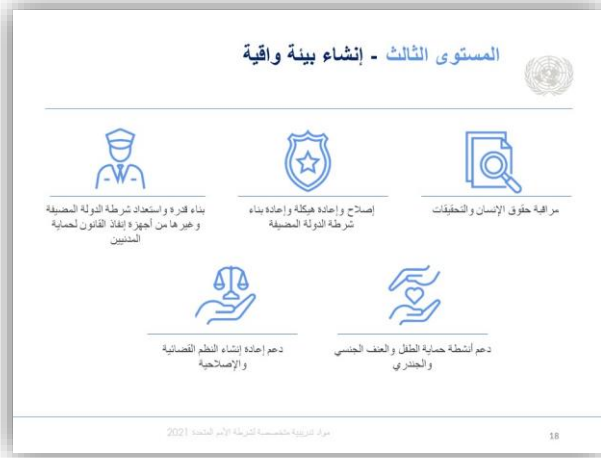 المستوى الثالث - إنشاء بيئة واقية
مراقبة حقوق الإنسان والتحقيقات
إصلاح وإعادة هيكلة وإعادة بناء
شرطة الدولة المضيفة
بناء قدرة واستعداد شرطة الدولة المضيفة
وغيرها من أجهزة إنفاذ القانون لحماية
المدنيين
دعم أنشطة حماية الطفل والعنف الجنسي
والجندري
دعم إعادة إنشاء النظم القضائية
والإصلاحية
مواد تدريبية متخصصة لشرطة الأمم المتحدة 2021
18